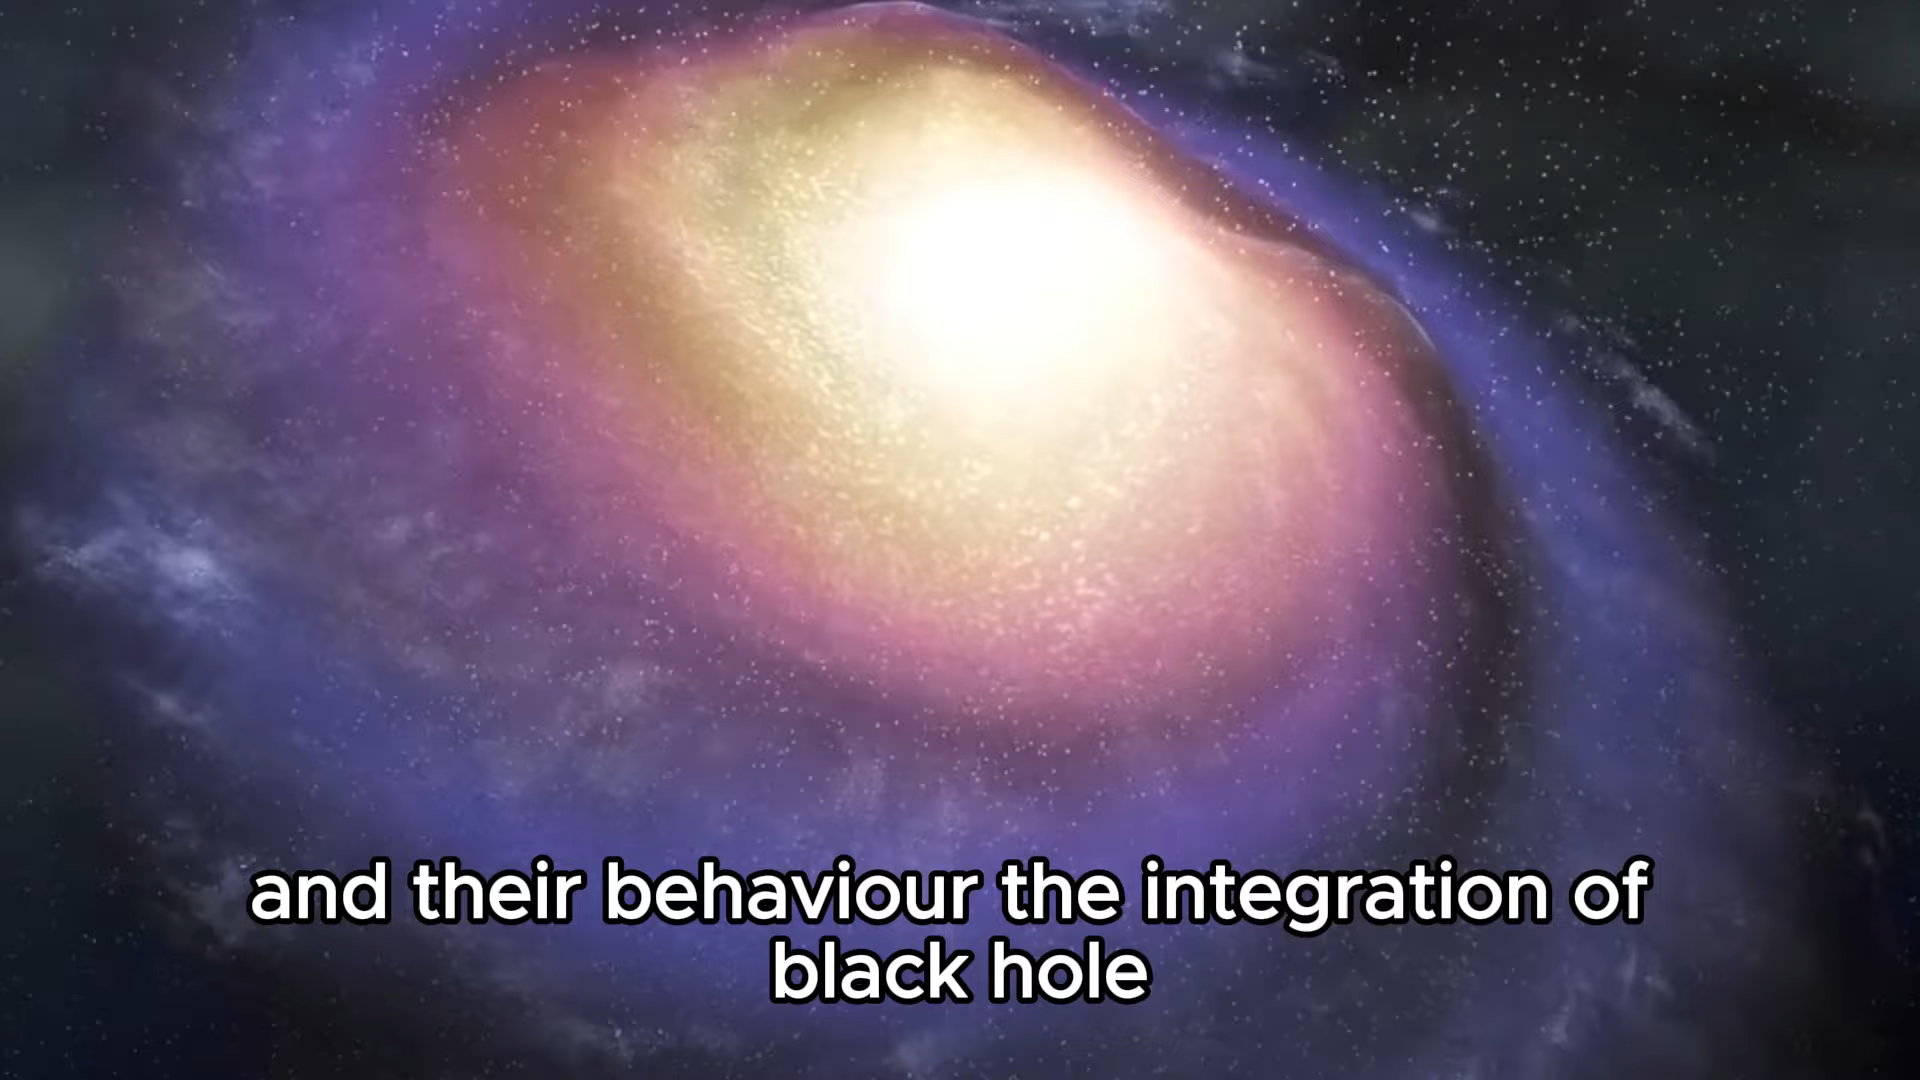 and their behaviour the integration of
black hole